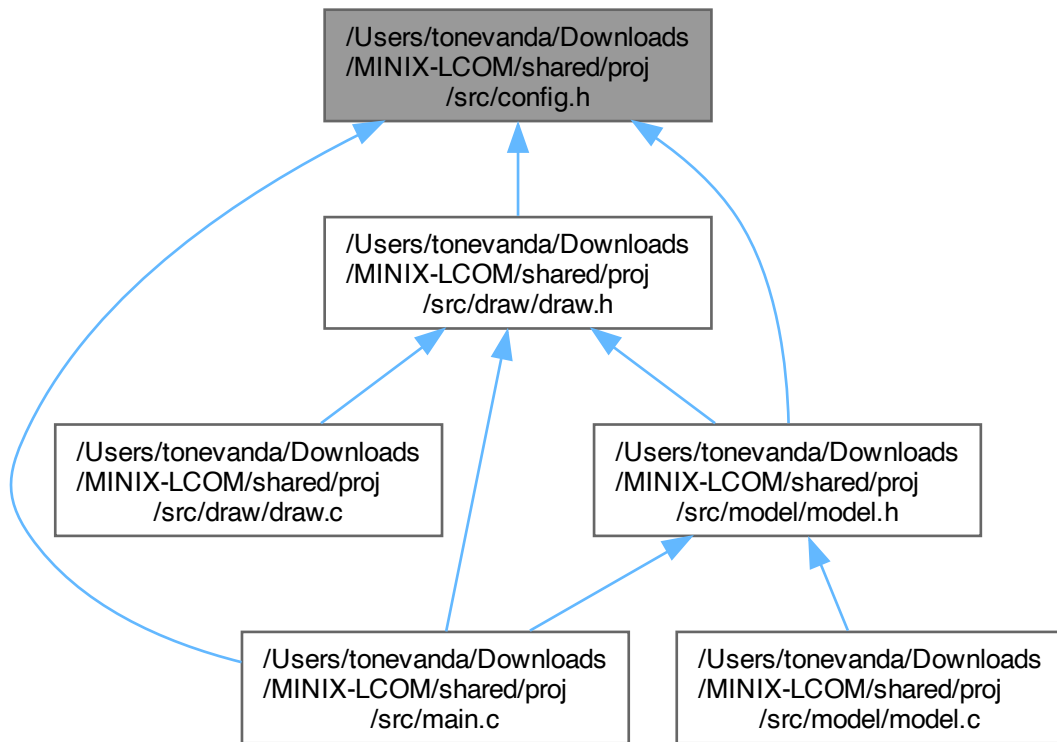 /Users/tonevanda/Downloads
/MINIX-LCOM/shared/proj
/src/config.h
/Users/tonevanda/Downloads
/MINIX-LCOM/shared/proj
/src/draw/draw.h
/Users/tonevanda/Downloads
/MINIX-LCOM/shared/proj
/src/draw/draw.c
/Users/tonevanda/Downloads
/MINIX-LCOM/shared/proj
/src/model/model.h
/Users/tonevanda/Downloads
/MINIX-LCOM/shared/proj
/src/main.c
/Users/tonevanda/Downloads
/MINIX-LCOM/shared/proj
/src/model/model.c